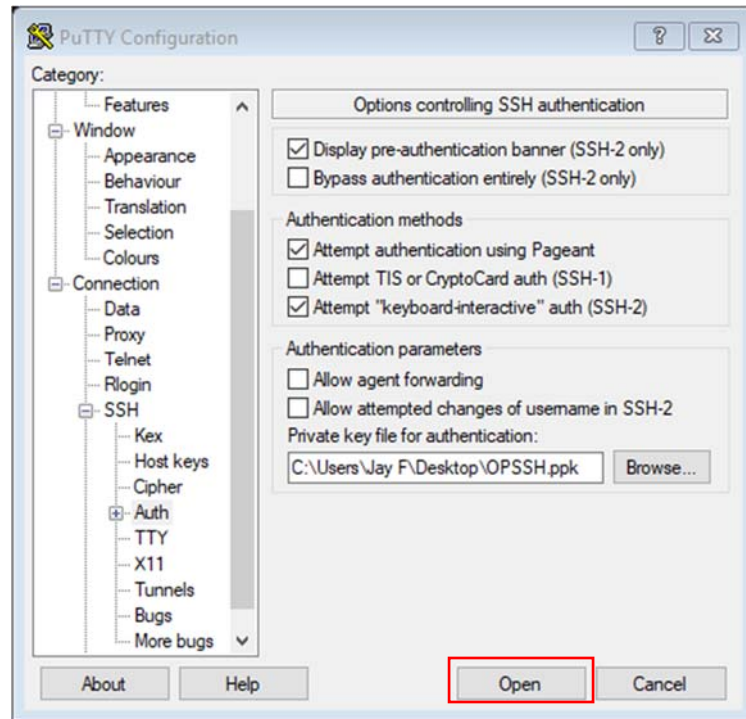 PuTTY Configuration
Category:
Features
Window
Appearance
Behaviour
Translation
Selection
Colours
Connection
Data
Proxy
Telnet
Rlogin
SSH
Kex
Host keys
Cipher
Auth
TTY
X11
Tunnels
Bugs
More bugs
Options controlling SSH authentication
Display pre-authentication banner (SSH-2 only)
Bypass authentication entirely (SSH-2 only)
Authentication methods
Attempt authentication using Pageant
Attempt TIS or CryptoCard auth (SSH-1)
Attempt "keyboard-interactive" auth (SSH-2)
Authentication parameters
Allow agent forwarding
Allow attempted changes of username in SSH-2
Private key file for authentication:
C:\Users\Jay F\Desktop\OPSSH.ppk Browse...
About Help Open Cancel